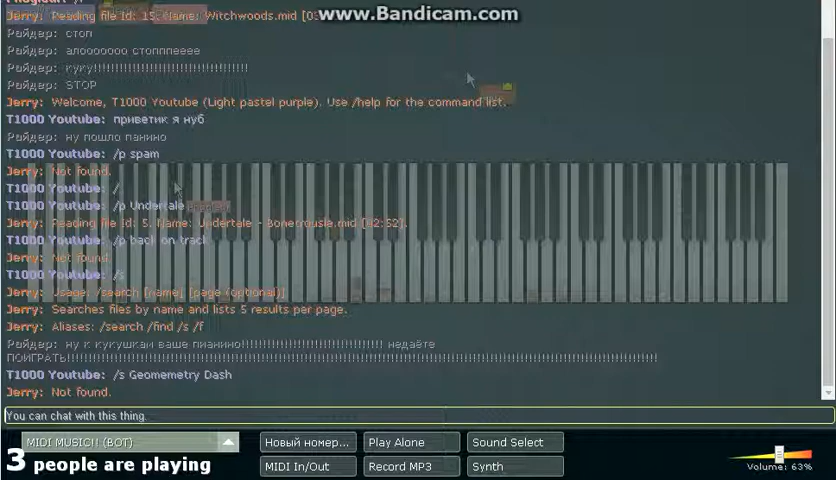 www.Bandicam.com
Jerry: Reading file Id: 15, Name: Witchwoods.mid
Райдер: стоп
Райдер: алоооооо стопппеее
Райдер: куку!!!!!!!!!!!!!!!!!!!!!!!!!!!!!!!!!!
Райдер: STOP
Jerry: Welcome, T1000 Youtube (Light pastel purple). Use /help for the command list.
T1000 Youtube: приветик я нуб
Райдер: ну пошло панино
T1000 Youtube: /p spam
Jerry: Not found.
T1000 Youtube: /
T1000 Youtube: /p Undertale
Jerry: Reading file Id: 5, Name: Undertale - Bonetrousle.mid [02:52].
T1000 Youtube: /p back on track
Jerry: Not found.
T1000 Youtube: /s
Jerry: Usage: /search [name], [page (optional)]
Jerry: Searches files by name and lists 5 results per page.
Jerry: Aliases: /search /find /s /f
Райдер: ну к кукушкам ваше пианино!!!!!!!!!!!!!!!!!!!!!!!!!!!!!!!! недаёте
ПОИГРАТЬ!!!!!!!!!!!!!!!!!!!!!!!!!!!!!!!!!!!!!!!!!!!!!!!!!!!!!!!!!!!!!!!!!!!!!!!!!!!!!!!!!!!!
T1000 Youtube: /s Geomemetry Dash
Jerry: Not found.
You can chat with this thing.
MIDI MUSIC!! (BOT)
Новый номер...
Play Alone
Sound Select
3 people are playing
MIDI In/Out
Record MP3
Synth
Volume: 63%